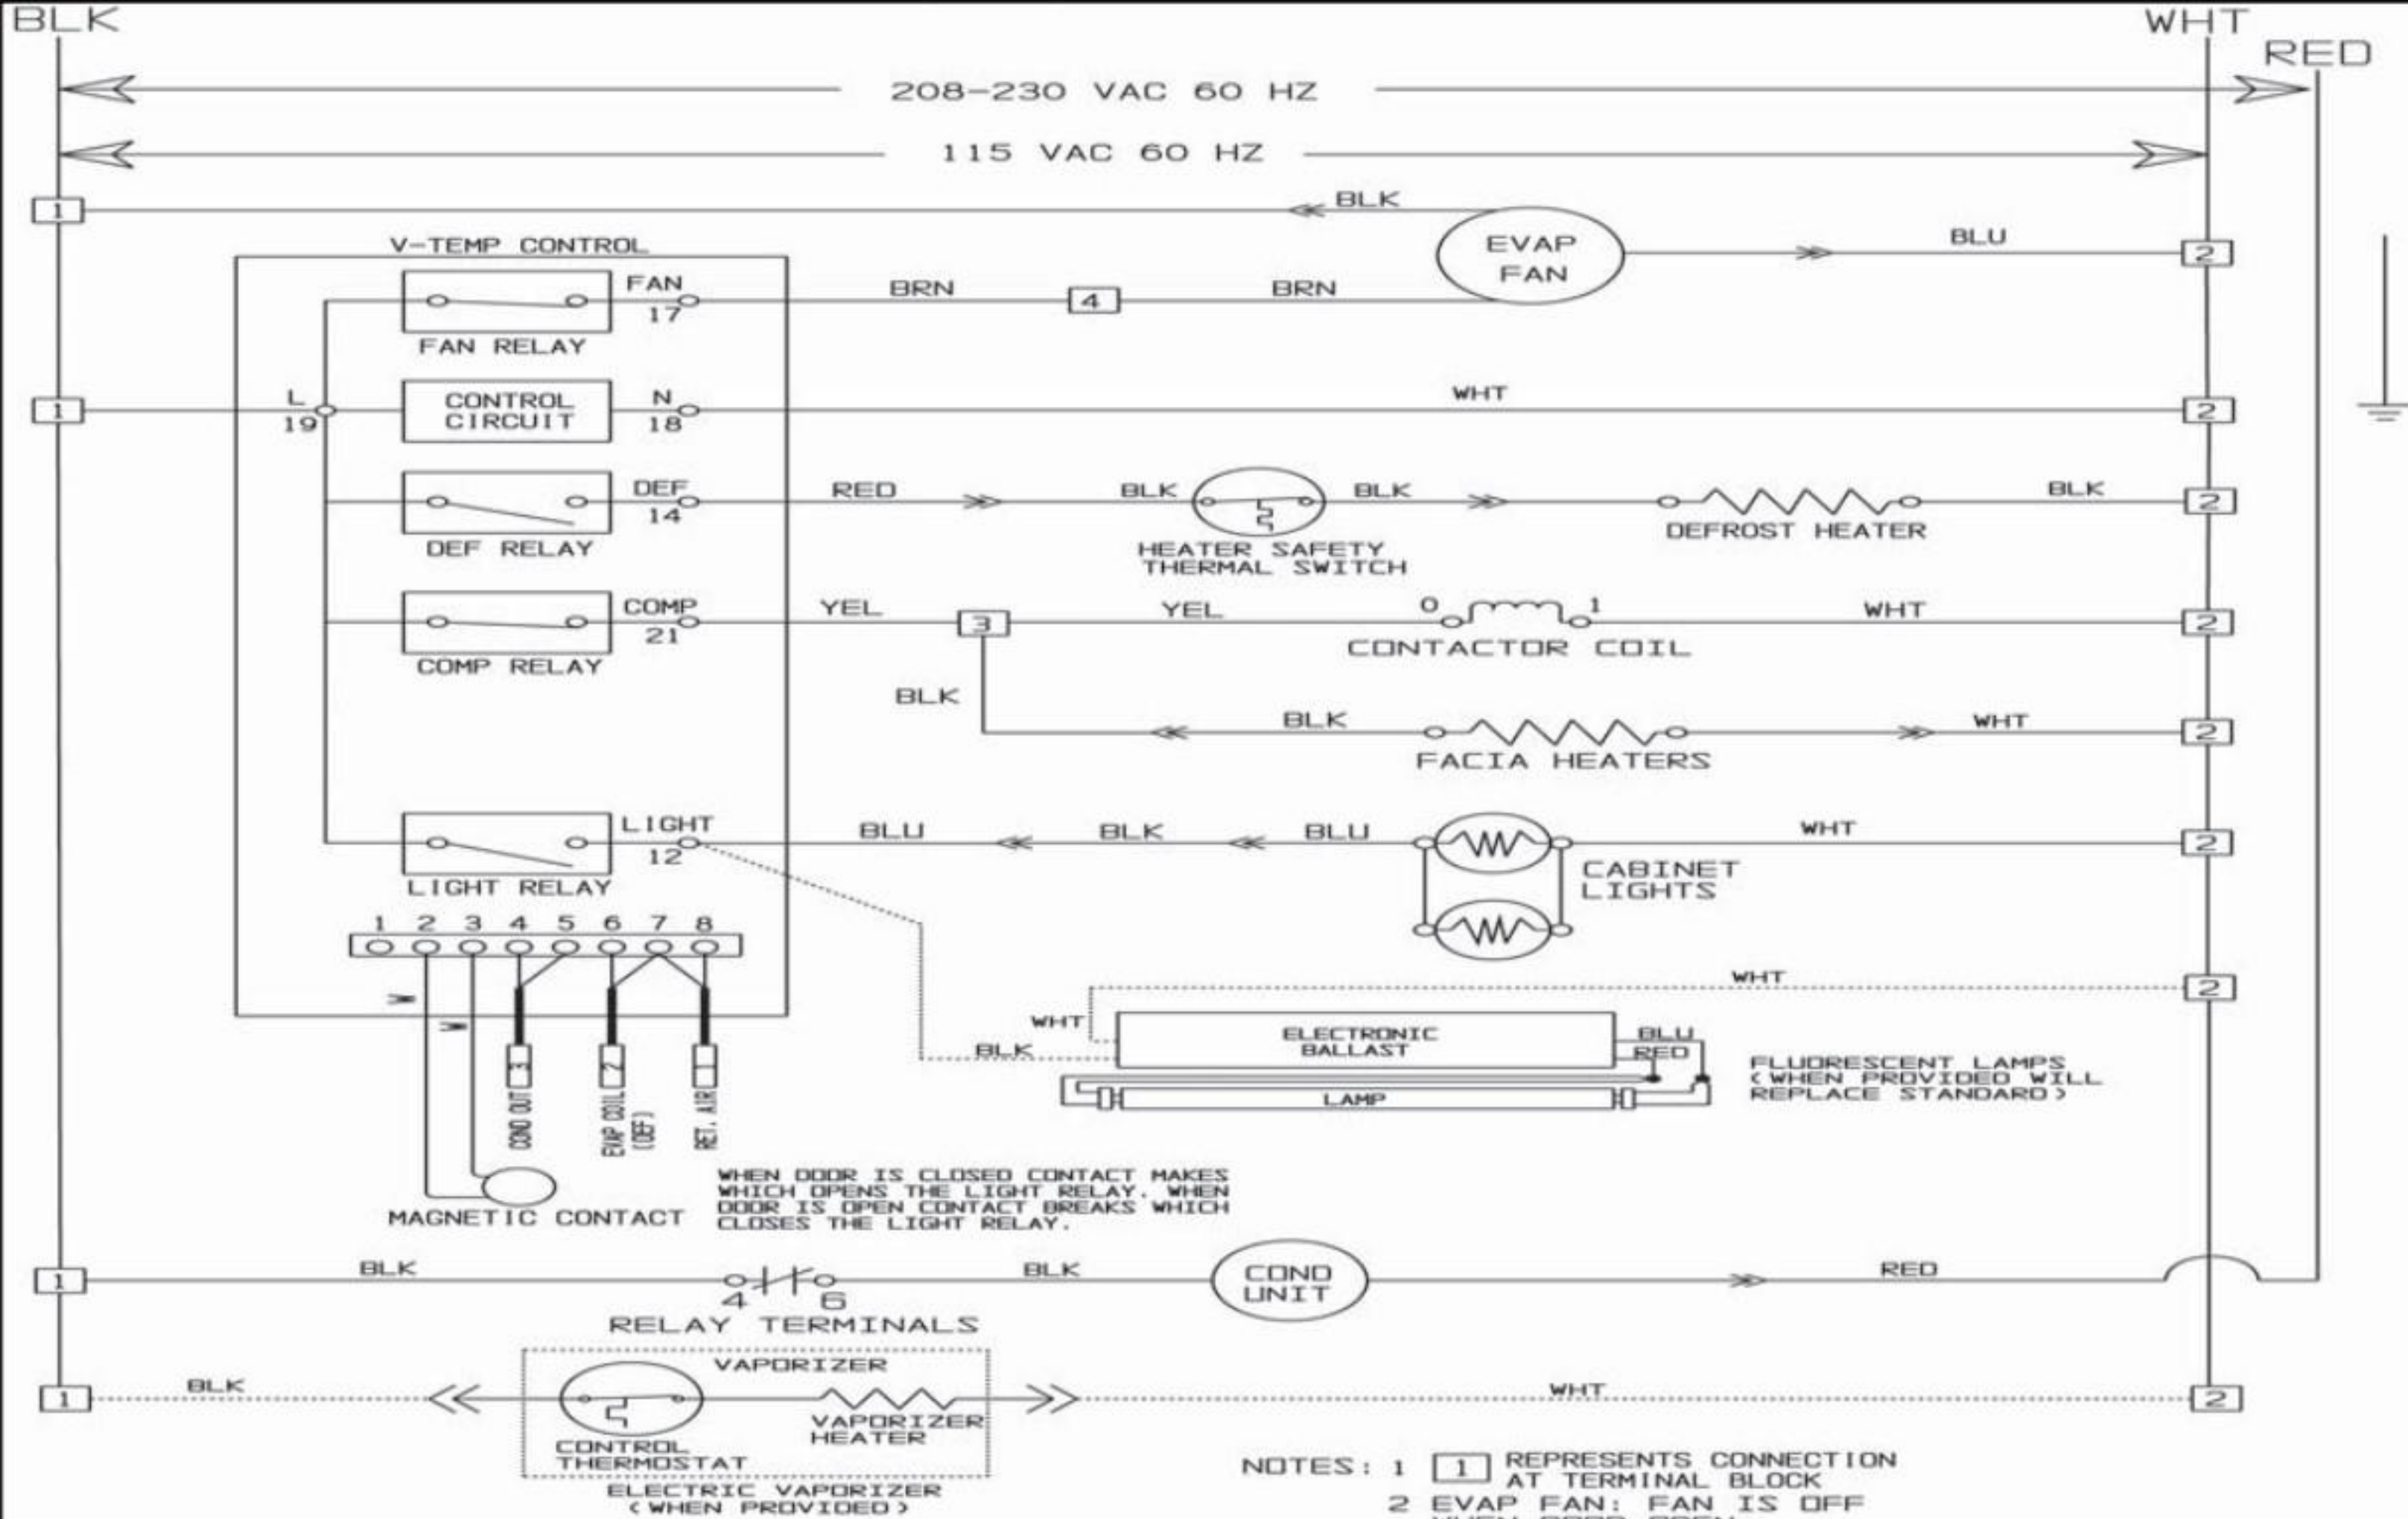 BLK
WHT
RED
208-230 VAC 60 HZ
115 VAC 60 HZ
1
BLK
EVAP
FAN
BLU
2
V-TEMP CONTROL
FAN
17
FAN RELAY
BRN
4
BRN
1
L
19
CONTROL
CIRCUIT
N
18
WHT
2
DEF
14
DEF RELAY
RED
BLK
BLK
HEATER SAFETY
THERMAL SWITCH
DEFROST HEATER
BLK
2
COMP
21
COMP RELAY
YEL
3
YEL
0
1
CONTACTOR COIL
WHT
2
BLK
BLK
FACIA HEATERS
WHT
2
LIGHT
12
LIGHT RELAY
BLU
BLK
BLU
CABINET
LIGHTS
WHT
2
1 2 3 4 5 6 7 8
W
W
3
2
1
COND OUT
EVAP COIL
(DEF)
RET. AIR
WHT
2
WHT
BLK
ELECTRONIC
BALLAST
BLU
RED
LAMP
FLUORESCENT LAMPS
(WHEN PROVIDED WILL
REPLACE STANDARD)
MAGNETIC CONTACT
WHEN DOOR IS CLOSED CONTACT MAKES
WHICH OPENS THE LIGHT RELAY. WHEN
DOOR IS OPEN CONTACT BREAKS WHICH
CLOSES THE LIGHT RELAY.
1
BLK
4
6
RELAY TERMINALS
BLK
COND
UNIT
RED
1
BLK
VAPORIZER
VAPORIZER
HEATER
CONTROL
THERMOSTAT
ELECTRIC VAPORIZER
(WHEN PROVIDED)
WHT
2
NOTES: 1 1 REPRESENTS CONNECTION
AT TERMINAL BLOCK
2 EVAP FAN: FAN IS OFF